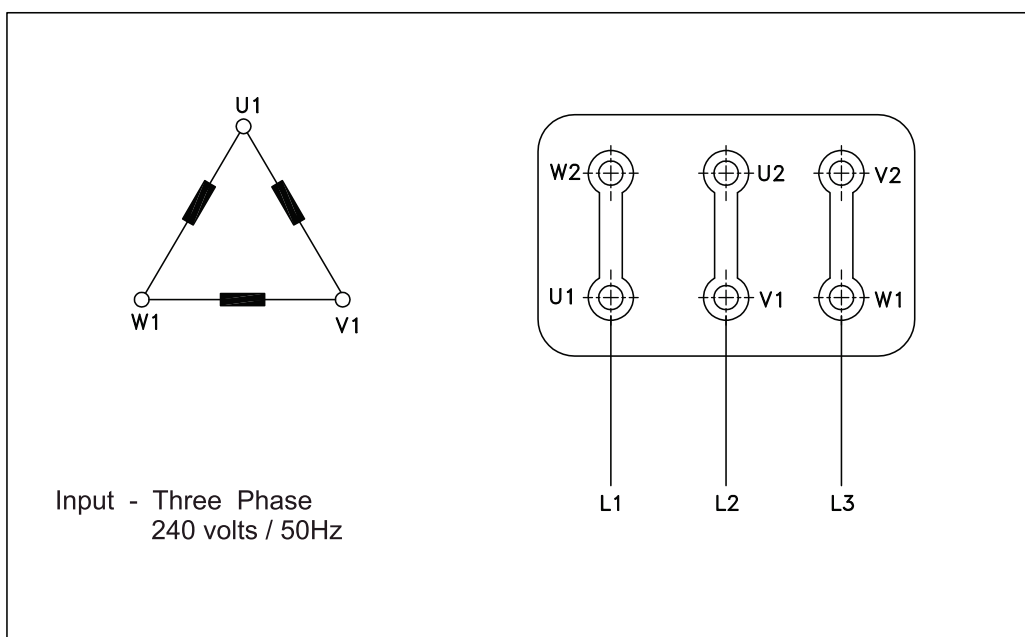 U1
W1
V1
W2
U2
V2
U1
V1
W1
L1
L2
L3
Input - Three Phase
240 volts / 50Hz